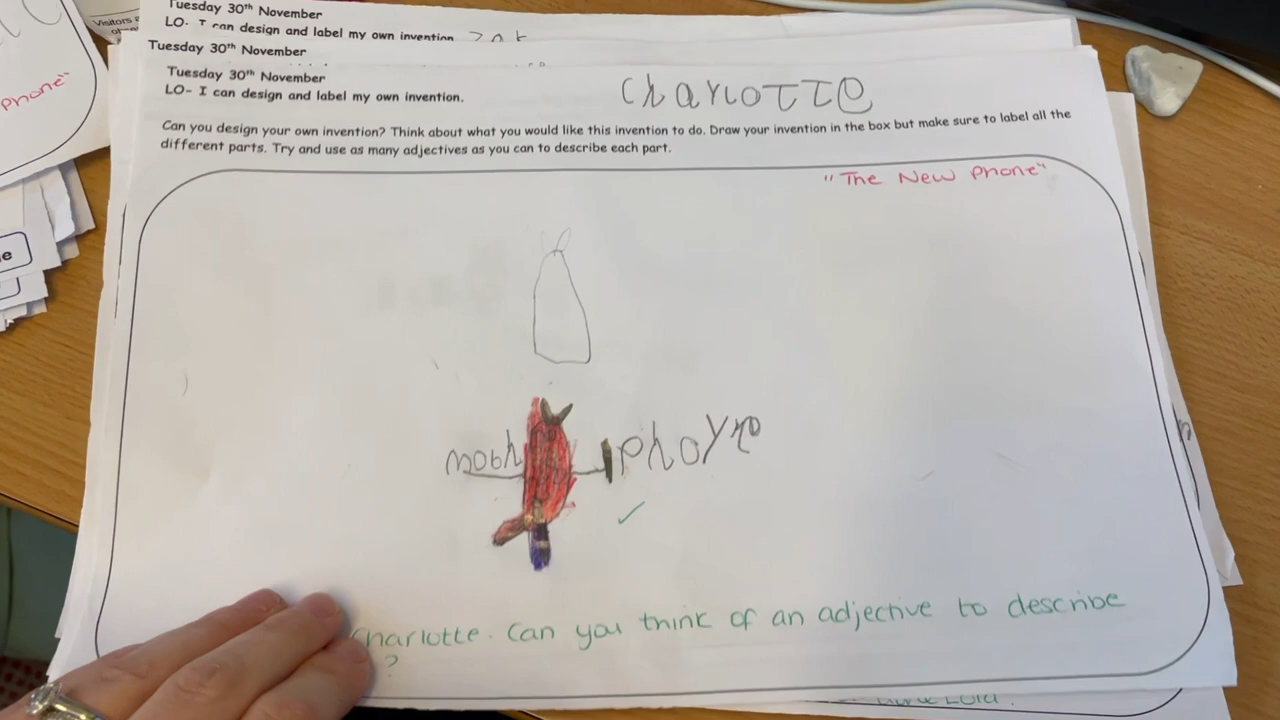 phone"
Visitors
e
Tuesday 30th November
LO- I can design and label my own invention
Tuesday 30th November
Tuesday 30th November
LO- I can design and label my own invention.
CharLoTTe
Can you design your own invention? Think about what you would like this invention to do. Draw your invention in the box but make sure to label all the
different parts. Try and use as many adjectives as you can to describe each part.
"The New Phone"
Charlotte. Can you think of an adjective to describe
?